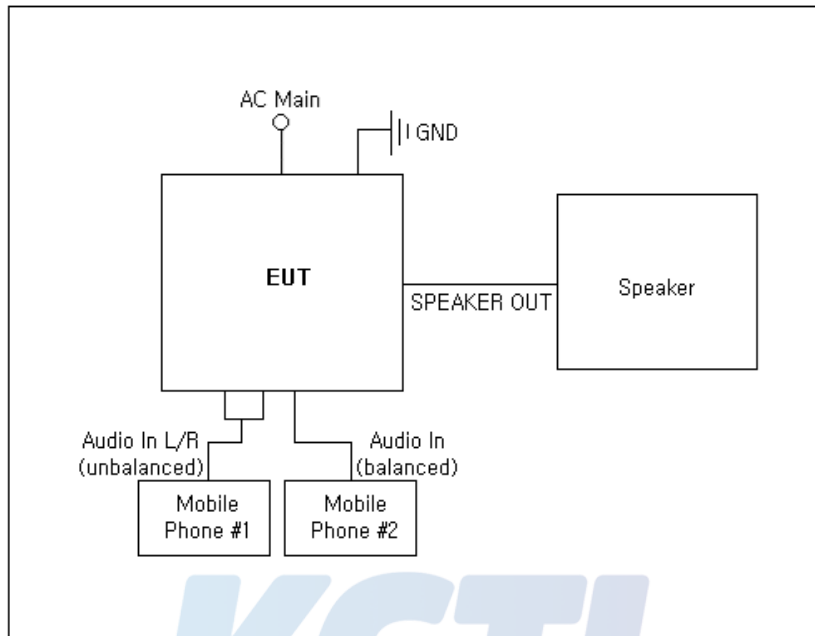 AC Main
GND
EUT
SPEAKER OUT
Speaker
Audio In L/R
(unbalanced)
Audio In
(balanced)
Mobile
Phone #1
Mobile
Phone #2
KCTL